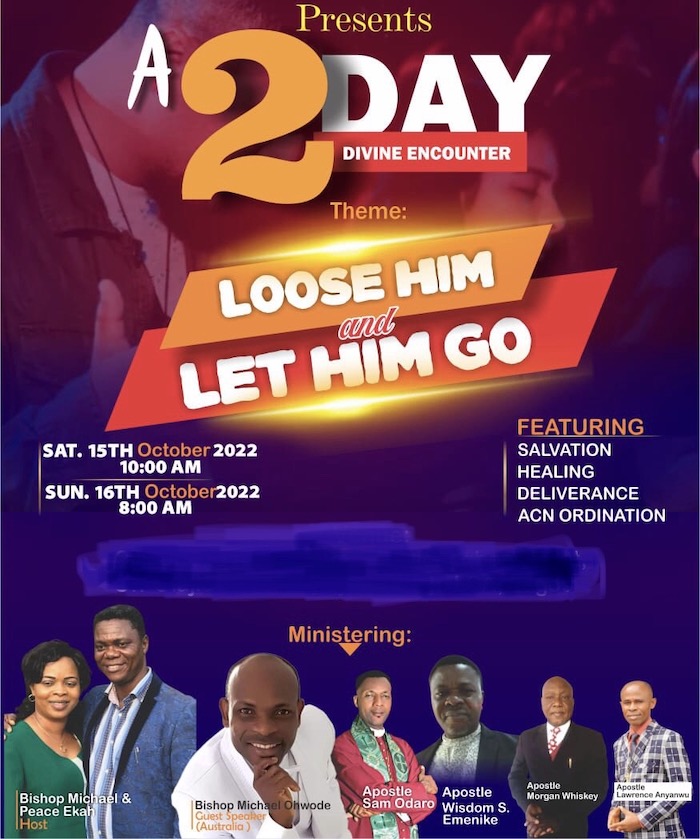 Presents
A 2 DAY
DIVINE ENCOUNTER
Theme:
LOOSE HIM
and
LET HIM GO
SAT. 15TH October 2022
10:00 AM
SUN. 16TH October2022
8:00 AM
FEATURING
SALVATION
HEALING
DELIVERANCE
ACN ORDINATION
Ministering:
Bishop Michael &
Peace Ekah
Host
Bishop Michael Ohwode
Guest Speaker
(Australia )
Apostle
Sam Odaro
Apostle
Wisdom S.
Emenike
Apostle
Morgan Whiskey
Apostle
Lawrence Anyanwu